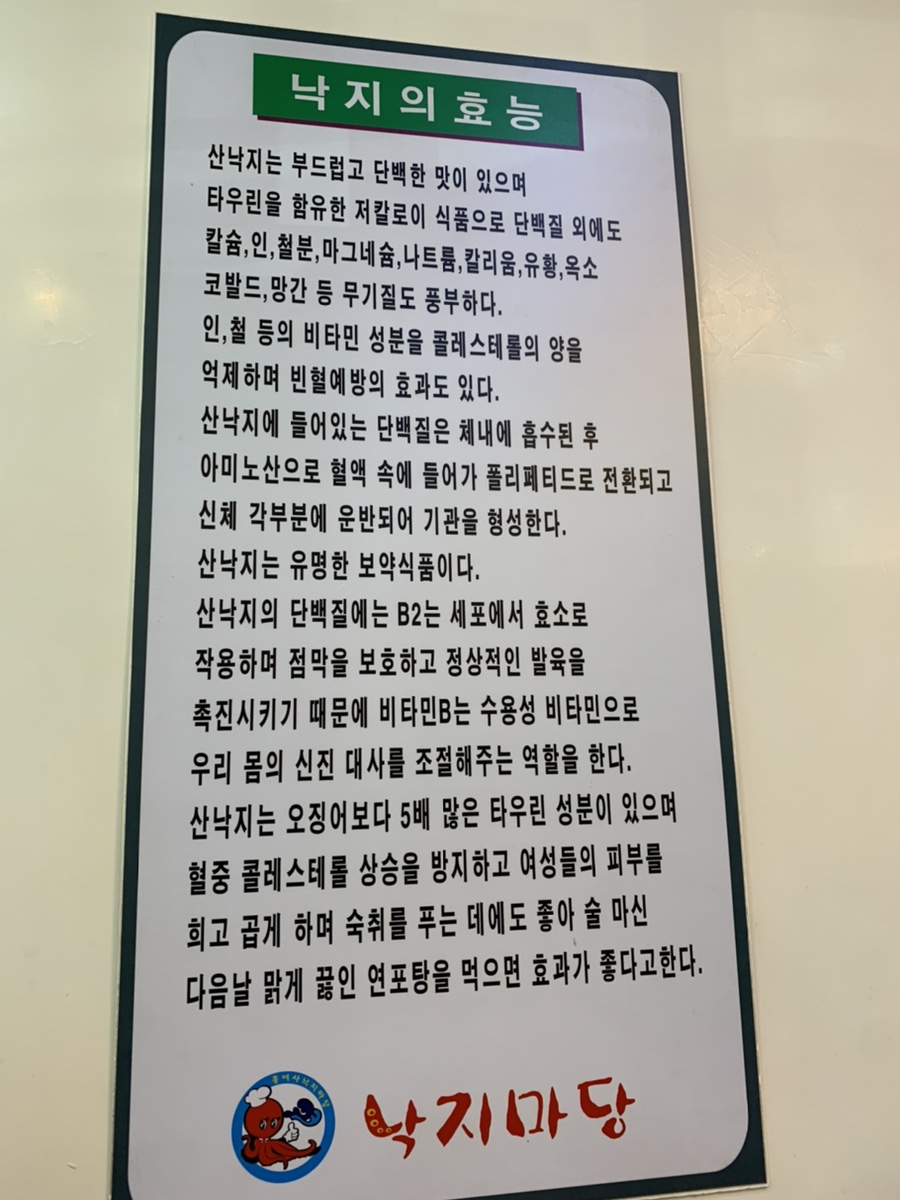 낙지의효능
산낙지는 부드럽고 단백한 맛이 있으며
타우린을 함유한 저칼로이 식품으로 단백질 외에도
칼슘,인,철분,마그네슘,나트륨,칼리움,유황,옥소
코발드,망간 등 무기질도 풍부하다.
인,철 등의 비타민 성분을 콜레스테롤의 양을
억제하며 빈혈예방의 효과도 있다.
산낙지에 들어있는 단백질은 체내에 흡수된 후
아미노산으로 혈액 속에 들어가 폴리페티드로 전환되고
신체 각부분에 운반되어 기관을 형성한다.
산낙지는 유명한 보약식품이다.
산낙지의 단백질에는 B2는 세포에서 효소로
작용하며 점막을 보호하고 정상적인 발육을
촉진시키기 때문에 비타민B는 수용성 비타민으로
우리 몸의 신진 대사를 조절해주는 역할을 한다.
산낙지는 오징어보다 5배 많은 타우린 성분이 있으며
혈중 콜레스테롤 상승을 방지하고 여성들의 피부를
희고 곱게 하며 숙취를 푸는 데에도 좋아 술 마신
다음날 맑게 끓인 연포탕을 먹으면 효과가 좋다고한다.
낙지마당